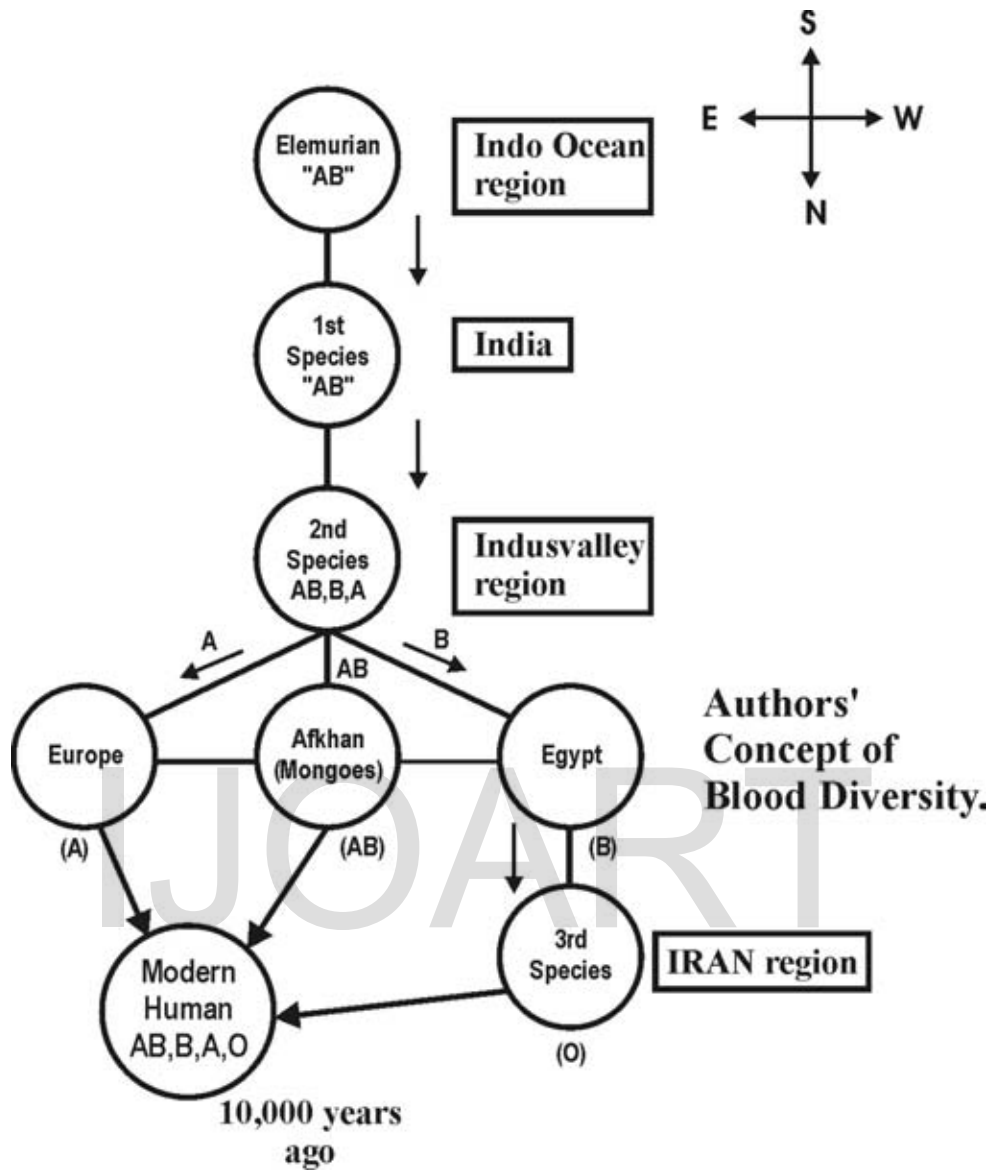 S
E
W
N
Elemurian
"AB"
Indo Ocean
region
1st
Species
"AB"
India
2nd
Species
AB,B,A
Indusvalley
region
A
AB
B
Europe
Afkhan
(Mongoes)
Egypt
Authors'
Concept of
Blood Diversity.
(A)
(AB)
(B)
IJOART
3rd
Species
IRAN region
(O)
Modern
Human
AB,B,A,O
10,000 years
ago